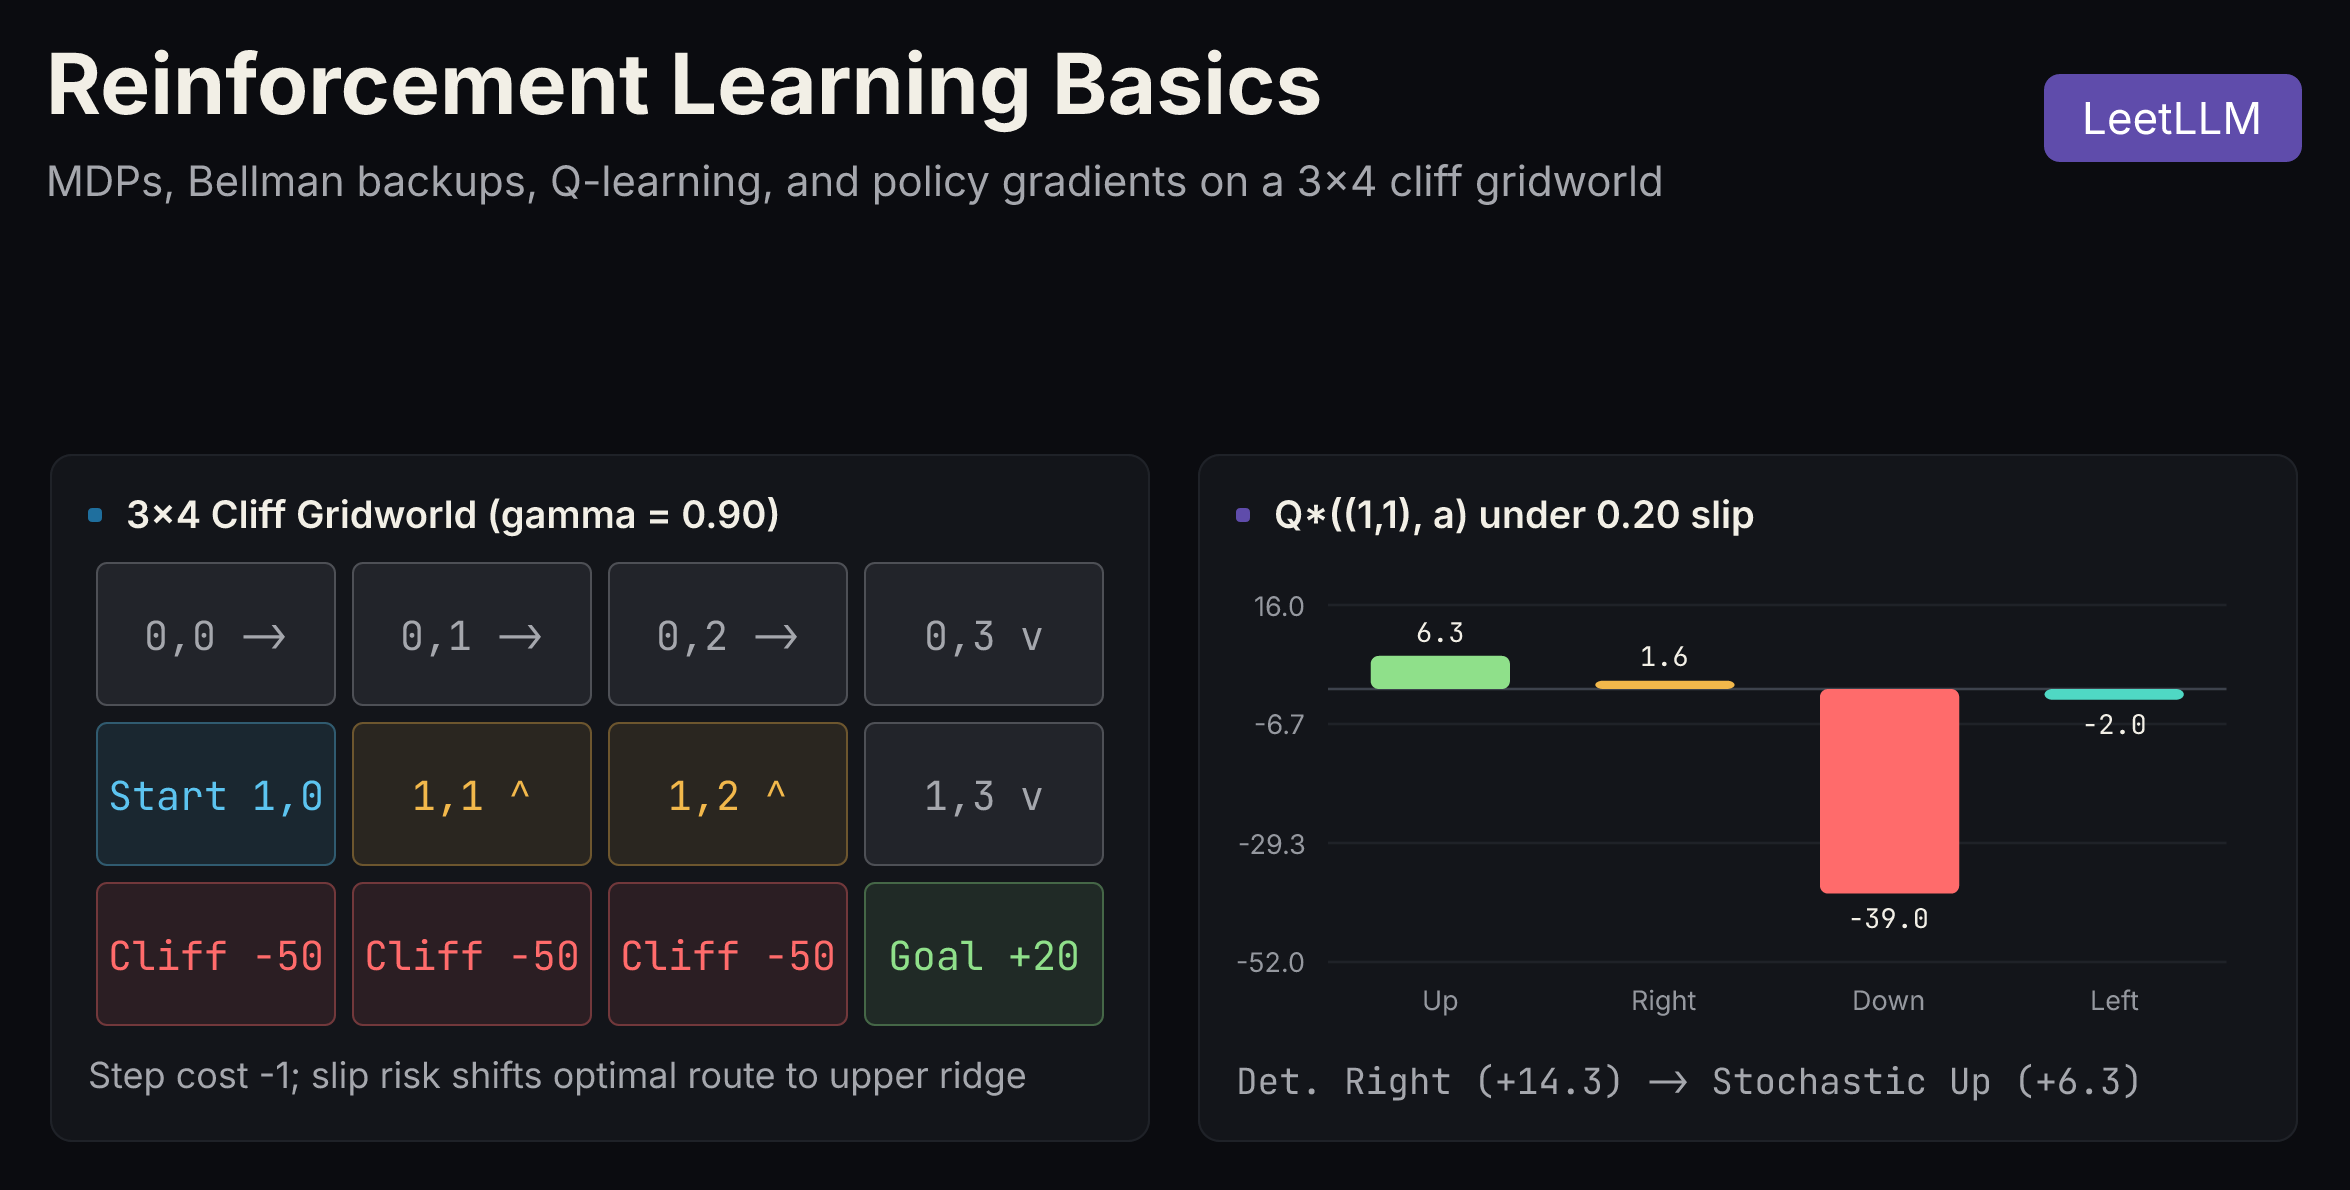 Reinforcement Learning Basics
LeetLLM
MDPs, Bellman backups, Q-learning, and policy gradients on a 3×4 cliff gridworld
3×4 Cliff Gridworld (gamma = 0.90)
0,0 → 0,1 → 0,2 → 0,3 v
Start 1,0 1,1 ^ 1,2 ^ 1,3 v
Cliff -50 Cliff -50 Cliff -50 Goal +20
Step cost -1; slip risk shifts optimal route to upper ridge
Q*((1,1), a) under 0.20 slip
16.0
6.3
1.6
-6.7
-2.0
-29.3
-39.0
-52.0
Up Right Down Left
Det. Right (+14.3) → Stochastic Up (+6.3)